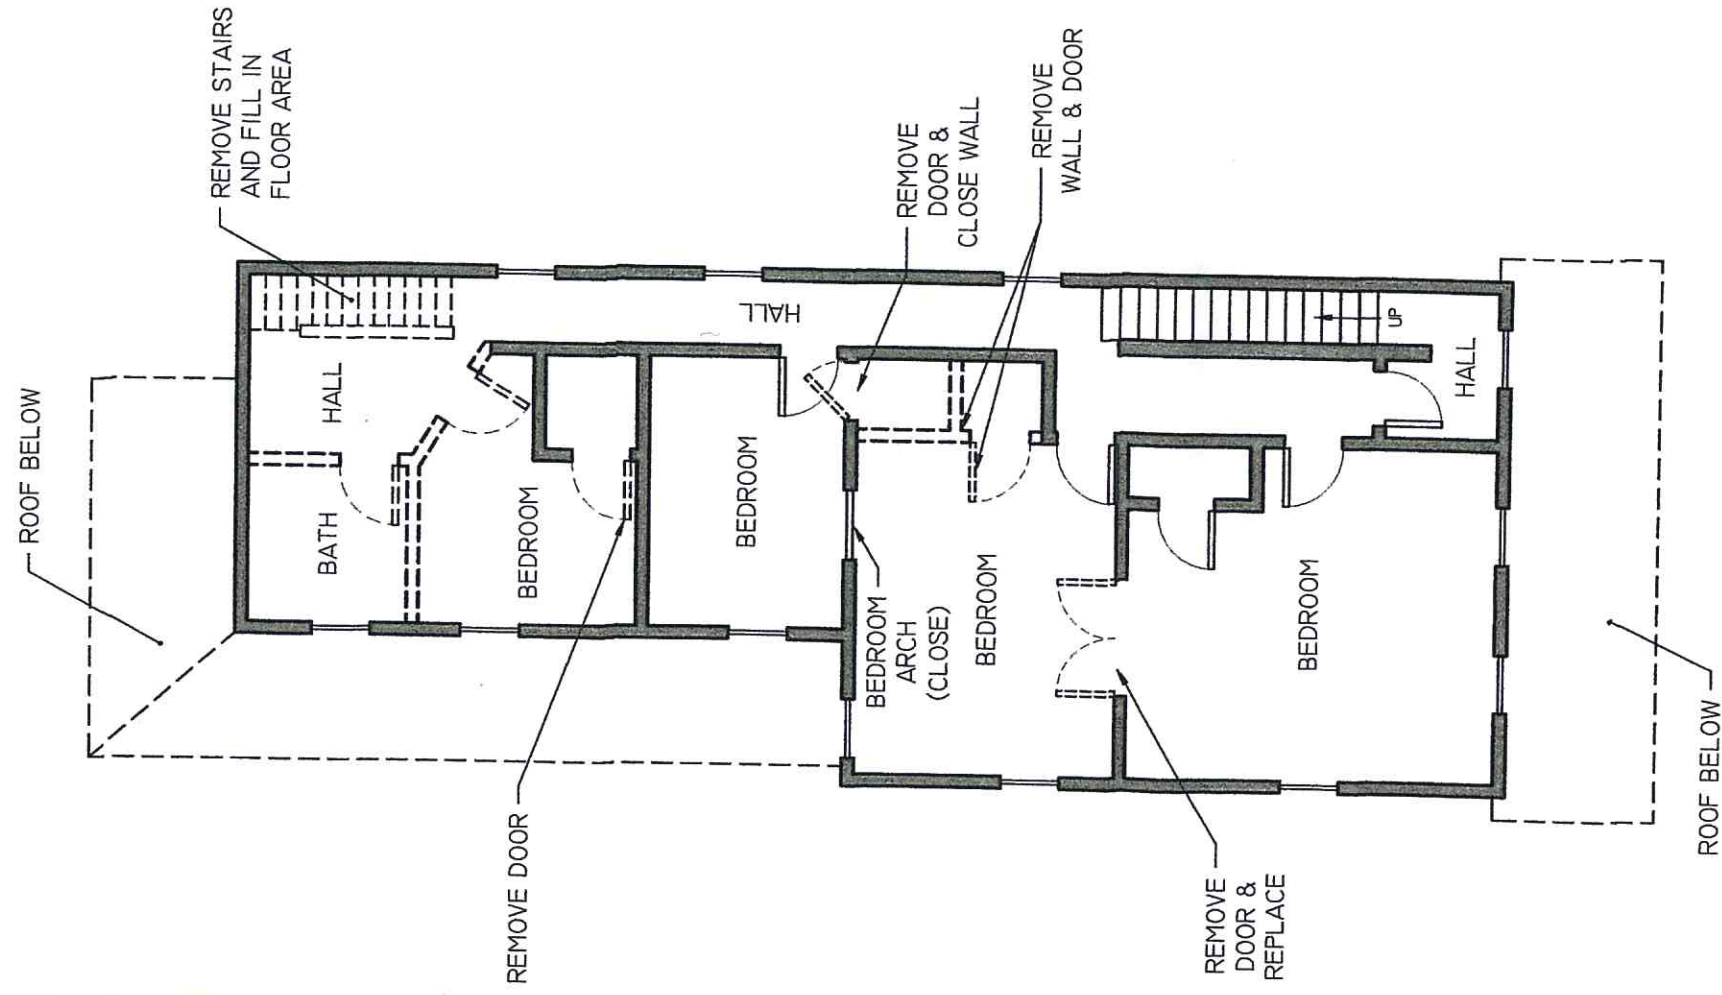 REMOVE STAIRS
AND FILL IN
FLOOR AREA
ROOF BELOW
REMOVE
DOOR &
CLOSE WALL
REMOVE
WALL & DOOR
HALL
HALL
UP
HALL
BATH
BEDROOM
BEDROOM
BEDROOM
ARCH
(CLOSE)
BEDROOM
BEDROOM
REMOVE DOOR
REMOVE
DOOR &
REPLACE
ROOF BELOW